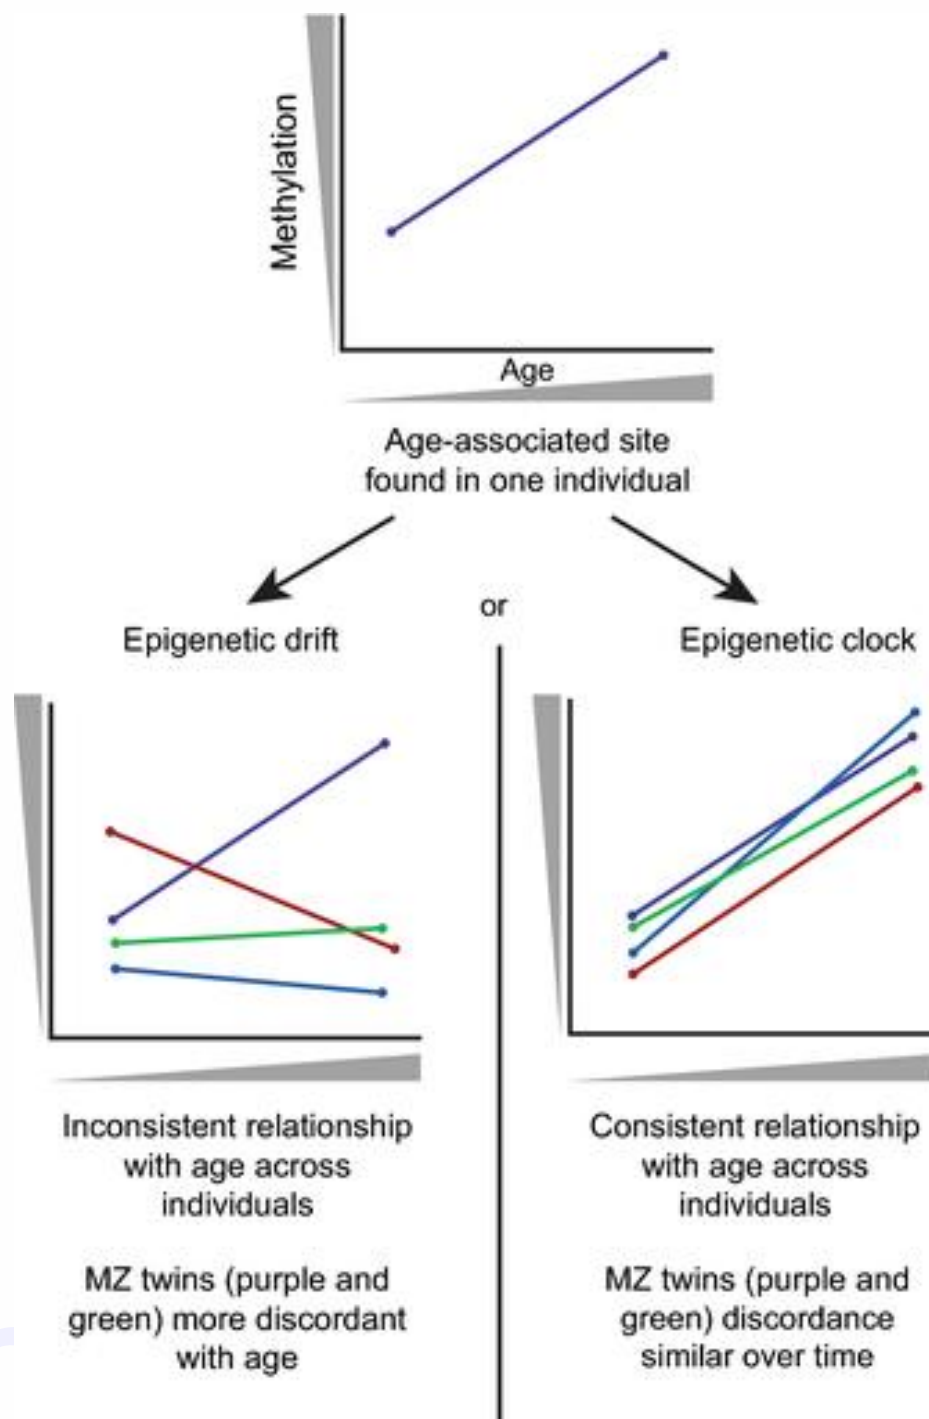 Methylation
Age
Age-associated site
found in one individual
or
Epigenetic drift
Epigenetic clock
Inconsistent relationship
with age across
individuals
MZ twins (purple and
green) more discordant
with age
Consistent relationship
with age across
individuals
MZ twins (purple and
green) discordance
similar over time